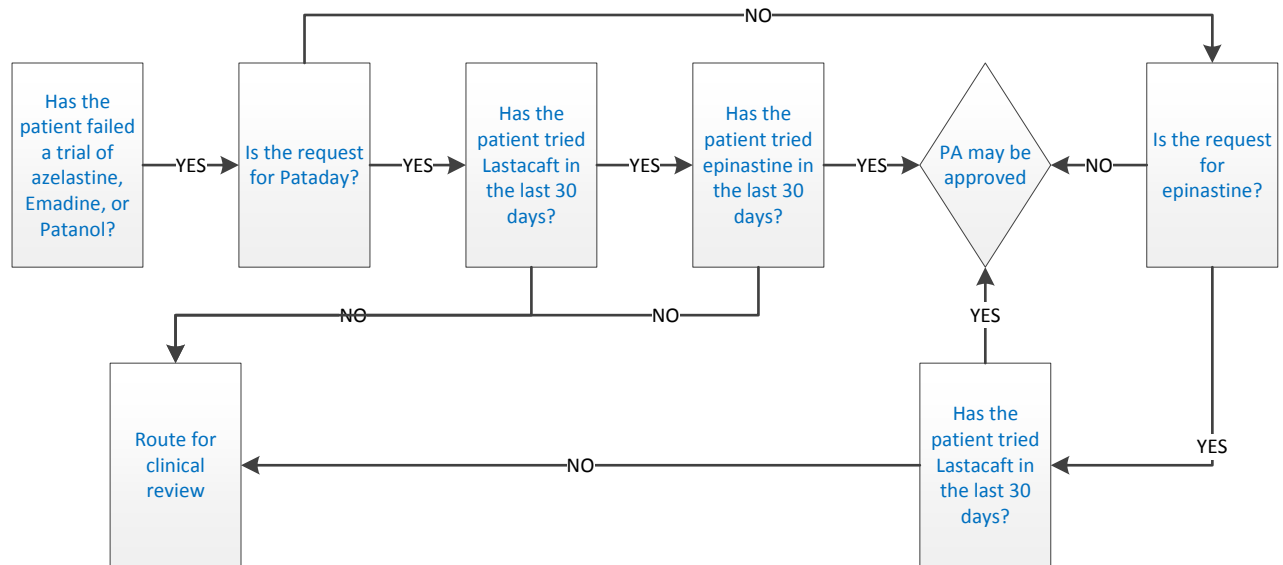 NO
Has the
patient failed
a trial of
azelastine,
Emadine, or
Patanol?
YES
Is the request
for Pataday?
YES
Has the
patient tried
Lastacaft in
the last 30
days?
YES
Has the
patient tried
epinastine in
the last 30
days?
YES
PA may be
approved
NO
Is the request
for
epinastine?
NO
NO
YES
YES
Route for
clinical
review
NO
Has the
patient tried
Lastacaft in
the last 30
days?